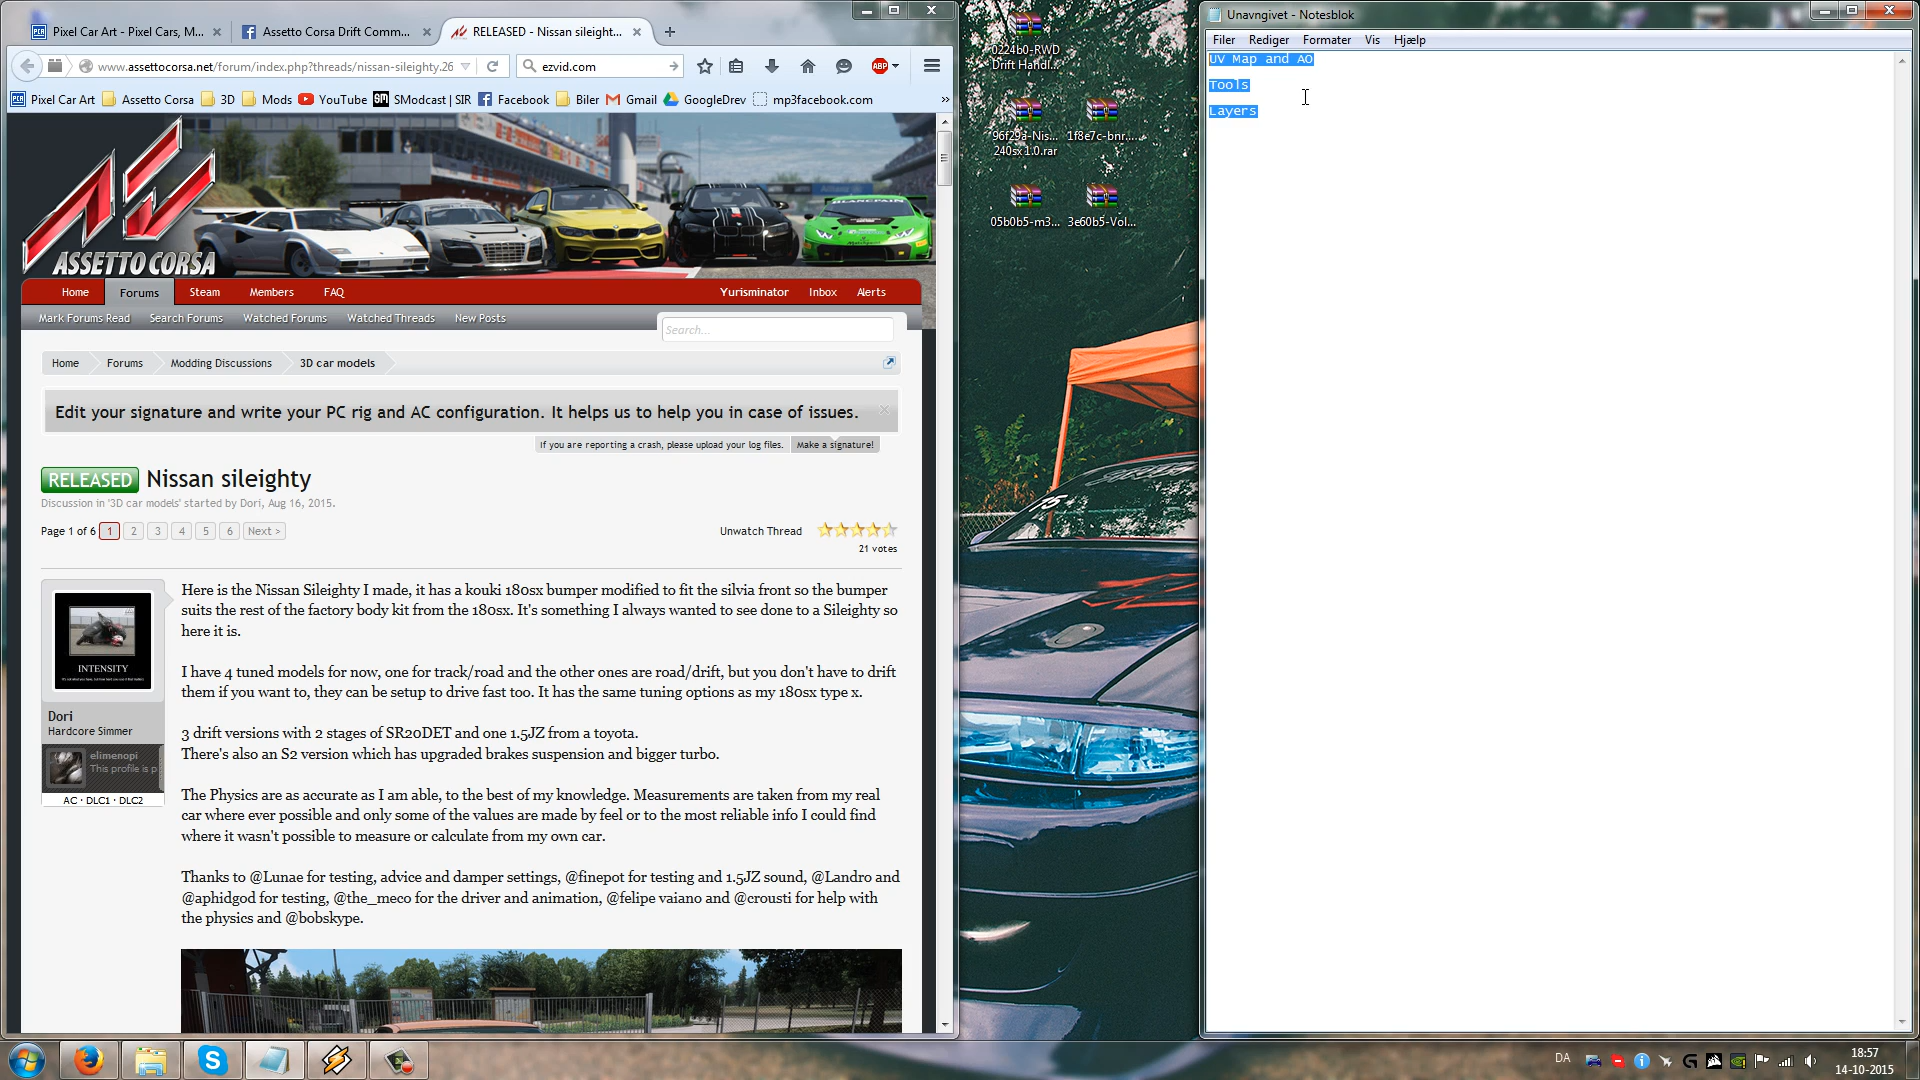 Pixel Car Art - Pixel Cars, M...
Assetto Corsa Drift Comm...
RELEASED - Nissan sileight...
www.assettocorsa.net/forum/index.php?threads/nissan-sileighty.26
ezvid.com
ABP
Pixel Car Art
Assetto Corsa
3D
Mods
YouTube
SModcast | SIR
Facebook
Biler
Gmail
GoogleDrev
mp3facebook.com
ASSETTO CORSA
Home
Forums
Steam
Members
FAQ
Yurisminator
Inbox
Alerts
Mark Forums Read
Search Forums
Watched Forums
Watched Threads
New Posts
Search...
Home
Forums
Modding Discussions
3D car models
Edit your signature and write your PC rig and AC configuration. It helps us to help you in case of issues.
If you are reporting a crash, please upload your log files.
Make a signature!
RELEASED Nissan sileighty
Discussion in '3D car models' started by Dori, Aug 16, 2015.
Page 1 of 6 1 2 3 4 5 6 Next >
Unwatch Thread
21 votes
INTENSITY
Dori
Hardcore Simmer
elimenopi
This profile is p
AC · DLC1 · DLC2
Here is the Nissan Sileighty I made, it has a kouki 180sx bumper modified to fit the silvia front so the bumper
suits the rest of the factory body kit from the 180sx. It's something I always wanted to see done to a Sileighty so
here it is.
I have 4 tuned models for now, one for track/road and the other ones are road/drift, but you don't have to drift
them if you want to, they can be setup to drive fast too. It has the same tuning options as my 180sx type x.
3 drift versions with 2 stages of SR20DET and one 1.5JZ from a toyota.
There's also an S2 version which has upgraded brakes suspension and bigger turbo.
The Physics are as accurate as I am able, to the best of my knowledge. Measurements are taken from my real
car where ever possible and only some of the values are made by feel or to the most reliable info I could find
where it wasn't possible to measure or calculate from my own car.
Thanks to @Lunae for testing, advice and damper settings, @finepot for testing and 1.5JZ sound, @Landro and
@aphidgod for testing, @the_meco for the driver and animation, @felipe vaiano and @crousti for help with
the physics and @bobskype.
0224b0-RWD
Drift Handl...
96f29a-Nis...
240sx 1.0.rar
1f8e7c-bnr....
05b0b5-m3...
3e60b5-Vol...
Unavngivet - Notesblok
Filer
Rediger
Formater
Vis
Hjælp
UV Map and AO
Tools
Layers
DA
18:57
14-10-2015